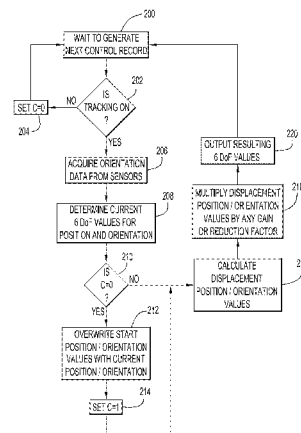 200
WAIT TO GENERATE
NEXT CONTROL RECORD
202
IS
TRACKING ON
?
NO
SET C=0
204
YES
206
ACQUIRE ORIENTATION
DATA FROM SENSORS
208
DETERMINE CURRENT
6 DoF VALUES FOR
POSITION AND ORIENTATION
210
IS
C=0
?
NO
YES
212
OVERWRITE START
POSITION / ORIENTATION
VALUES WITH CURRENT
POSITION / ORIENTATION
214
SET C=1
220
OUTPUT RESULTING
6 DoF VALUES
MULTIPLY DISPLACEMENT
POSITION / ORIENTATION
VALUES BY ANY GAIN
OR REDUCTION FACTOR
CALCULATE
DISPLACEMENT
POSITION / ORIENTATION
VALUES